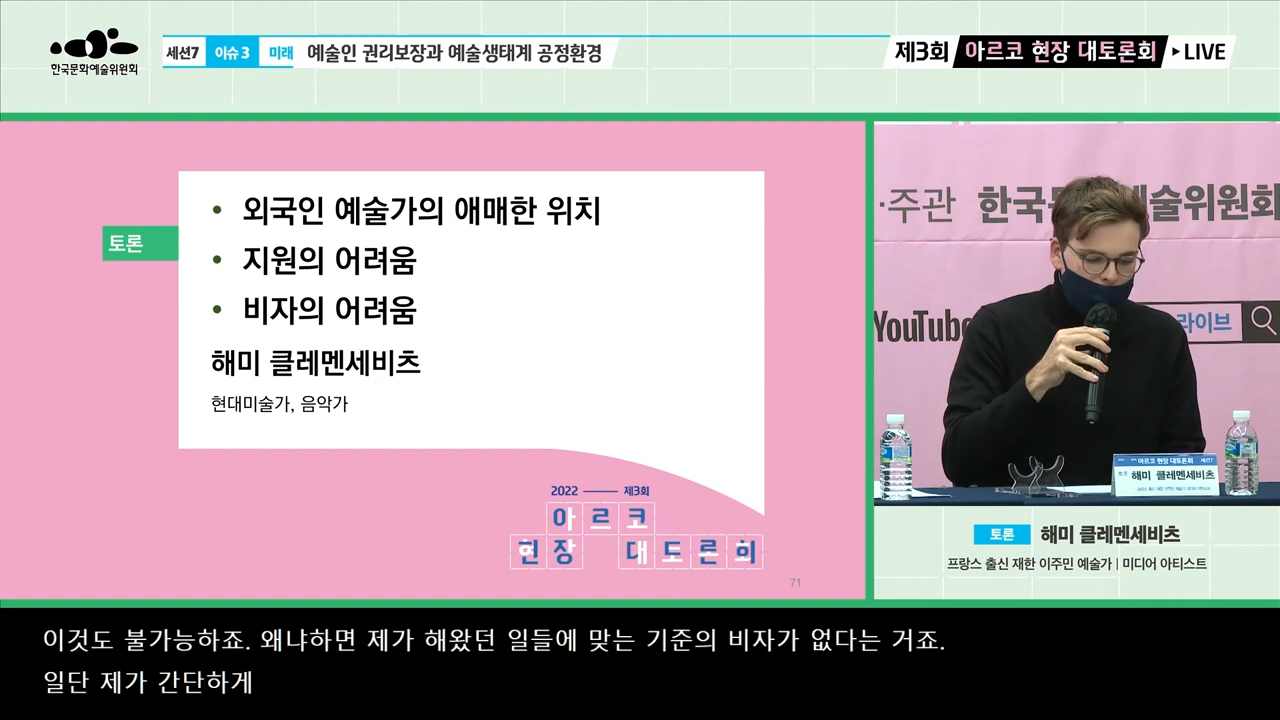 한국문화예술위원회
세션7 이슈 3 미래 예술인 권리보장과 예술생태계 공정환경
제3회 아르코 현장 대토론회 ▸LIVE
토론
• 외국인 예술가의 애매한 위치
• 지원의 어려움
• 비자의 어려움
해미 클레멘세비츠
현대미술가, 음악가
2022 제3회
아르코
현장 대토론회
71
·주관 한국문 예술위원회
YouTube 라이브
아르코 현장 대토론회 세션7
해미 클레멘세비츠
토론 해미 클레멘세비츠
프랑스 출신 재한 이주민 예술가 | 미디어 아티스트
이것도 불가능하죠. 왜냐하면 제가 해왔던 일들에 맞는 기준의 비자가 없다는 거죠.
일단 제가 간단하게